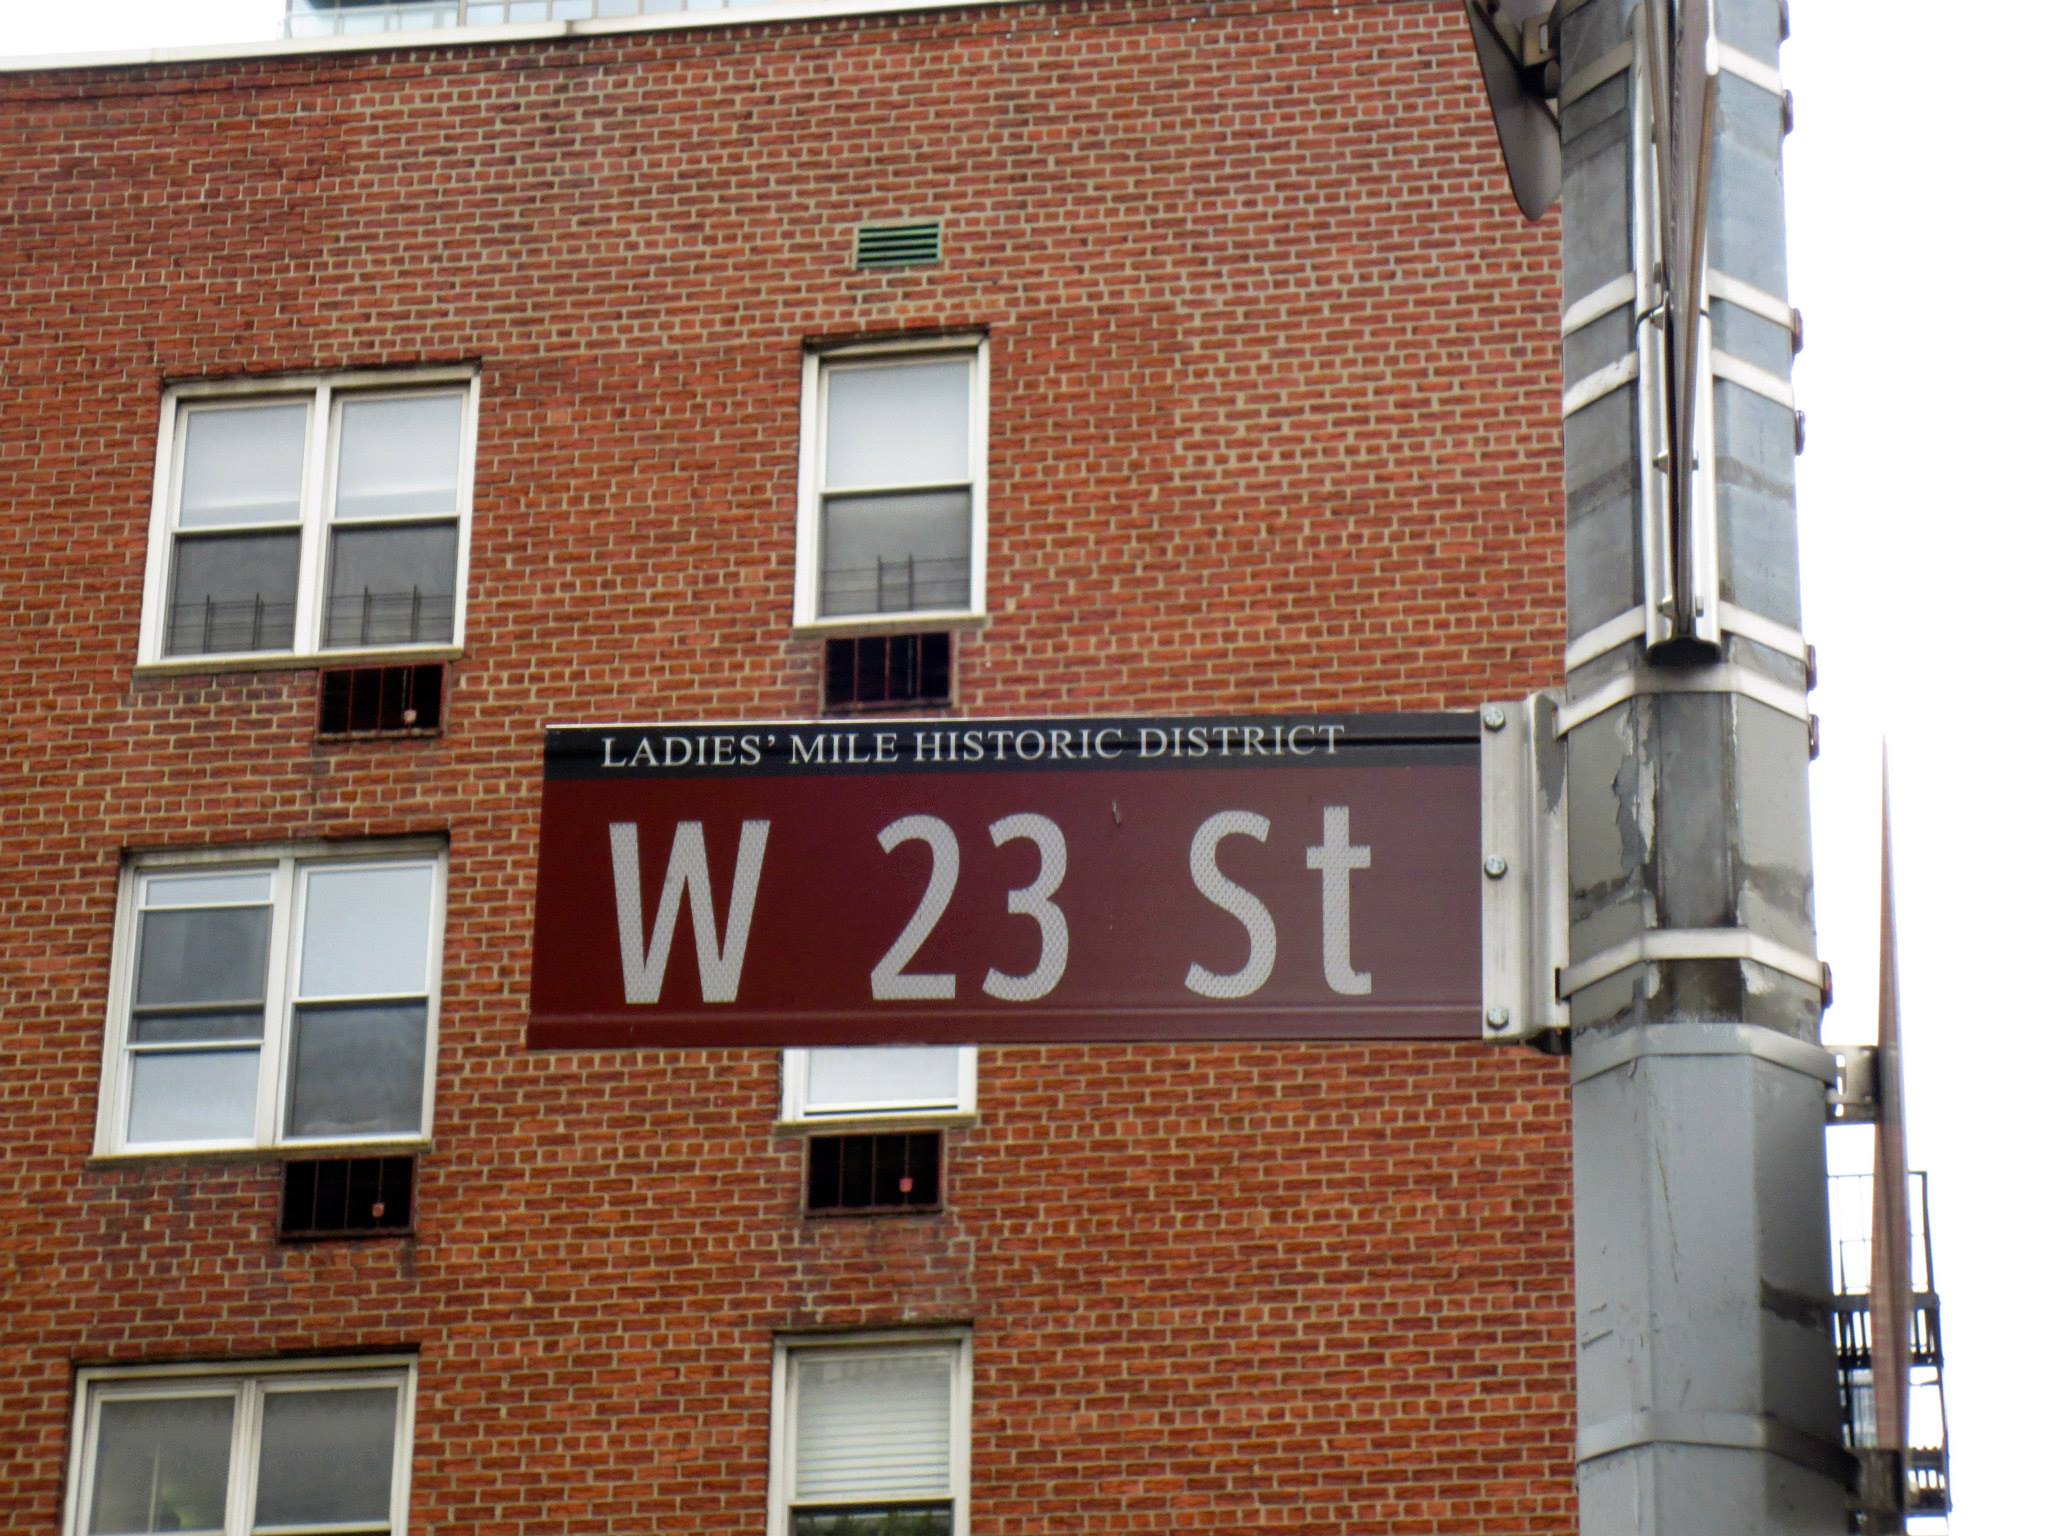 LADIES’ MILE HISTORIC DISTRICT
W 23 St